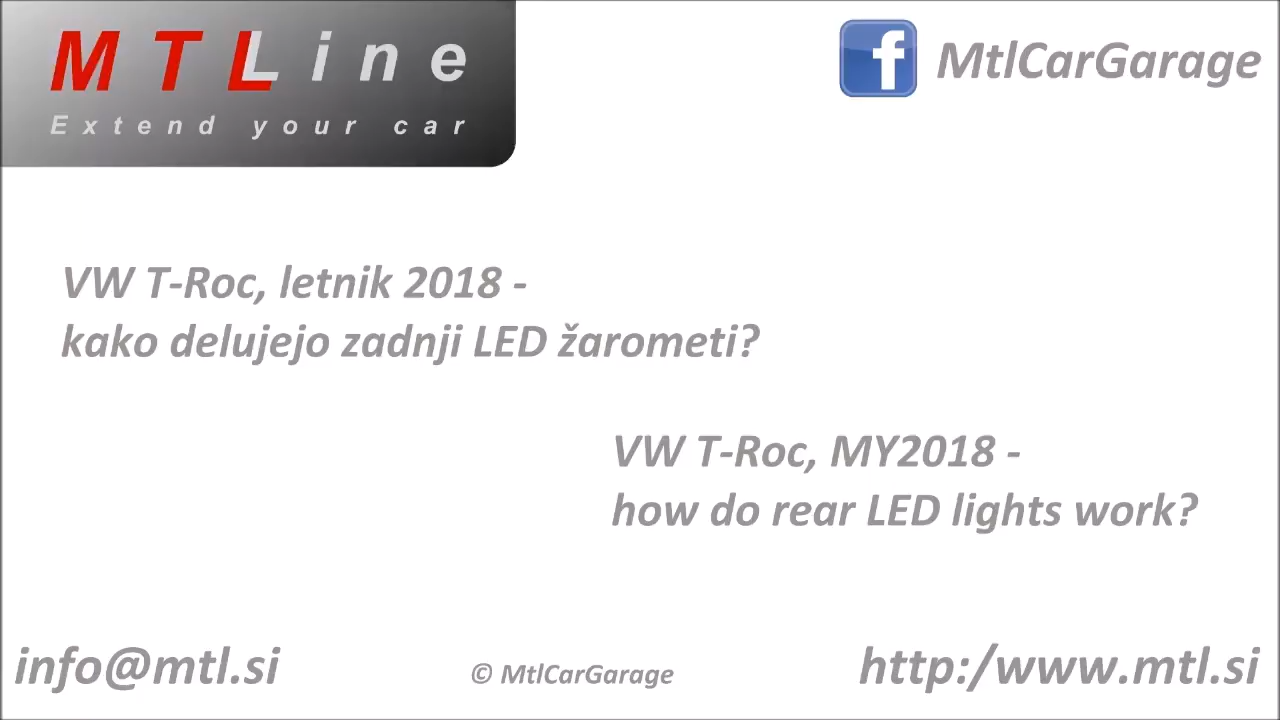 MTLine
Extend your car
MtlCarGarage
VW T-Roc, letnik 2018 -
kako delujejo zadnji LED žarometi?
VW T-Roc, MY2018 -
how do rear LED lights work?
info@mtl.si
© MtlCarGarage
http:/www.mtl.si